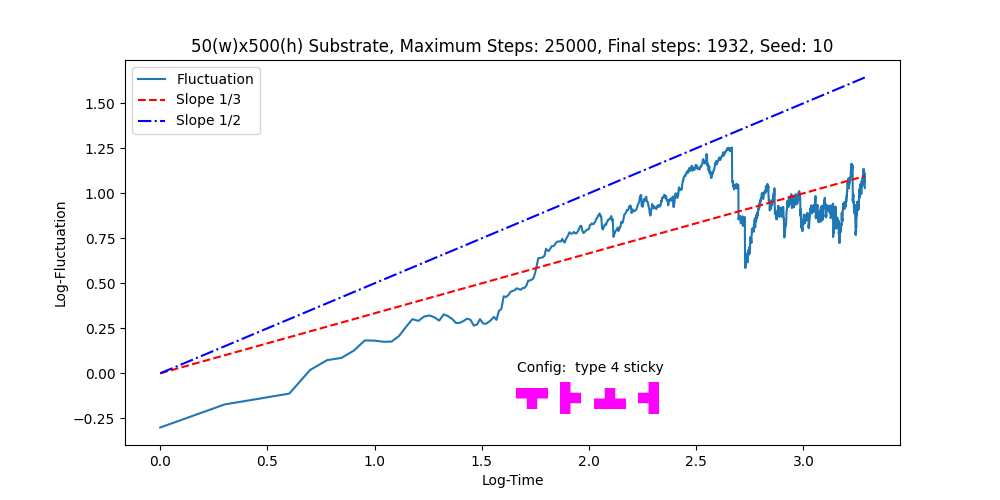 50(w)x500(h) Substrate, Maximum Steps: 25000, Final steps: 1932, Seed: 10
Fluctuation
Slope 1/3
Slope 1/2
1.50
1.25
1.00
0.75
0.50
0.25
0.00
−0.25
Log-Fluctuation
Config:  type 4 sticky
0.0 0.5 1.0 1.5 2.0 2.5 3.0
Log-Time